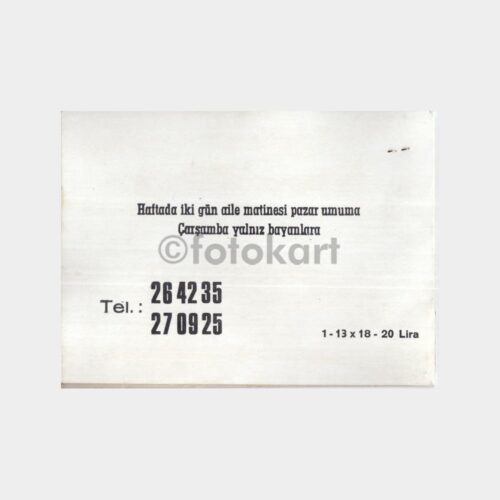 Haftada iki gün aile matinesi pazar umuma
Çarşamba yalnız bayanlara
©fotokart
Tel.: 26 42 35
27 09 25
1 - 13 x 18 - 20 Lira